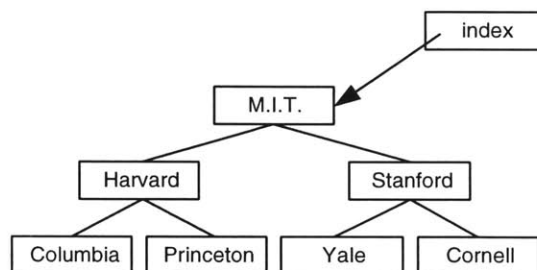 index
M.I.T.
Harvard
Stanford
Columbia
Princeton
Yale
Cornell